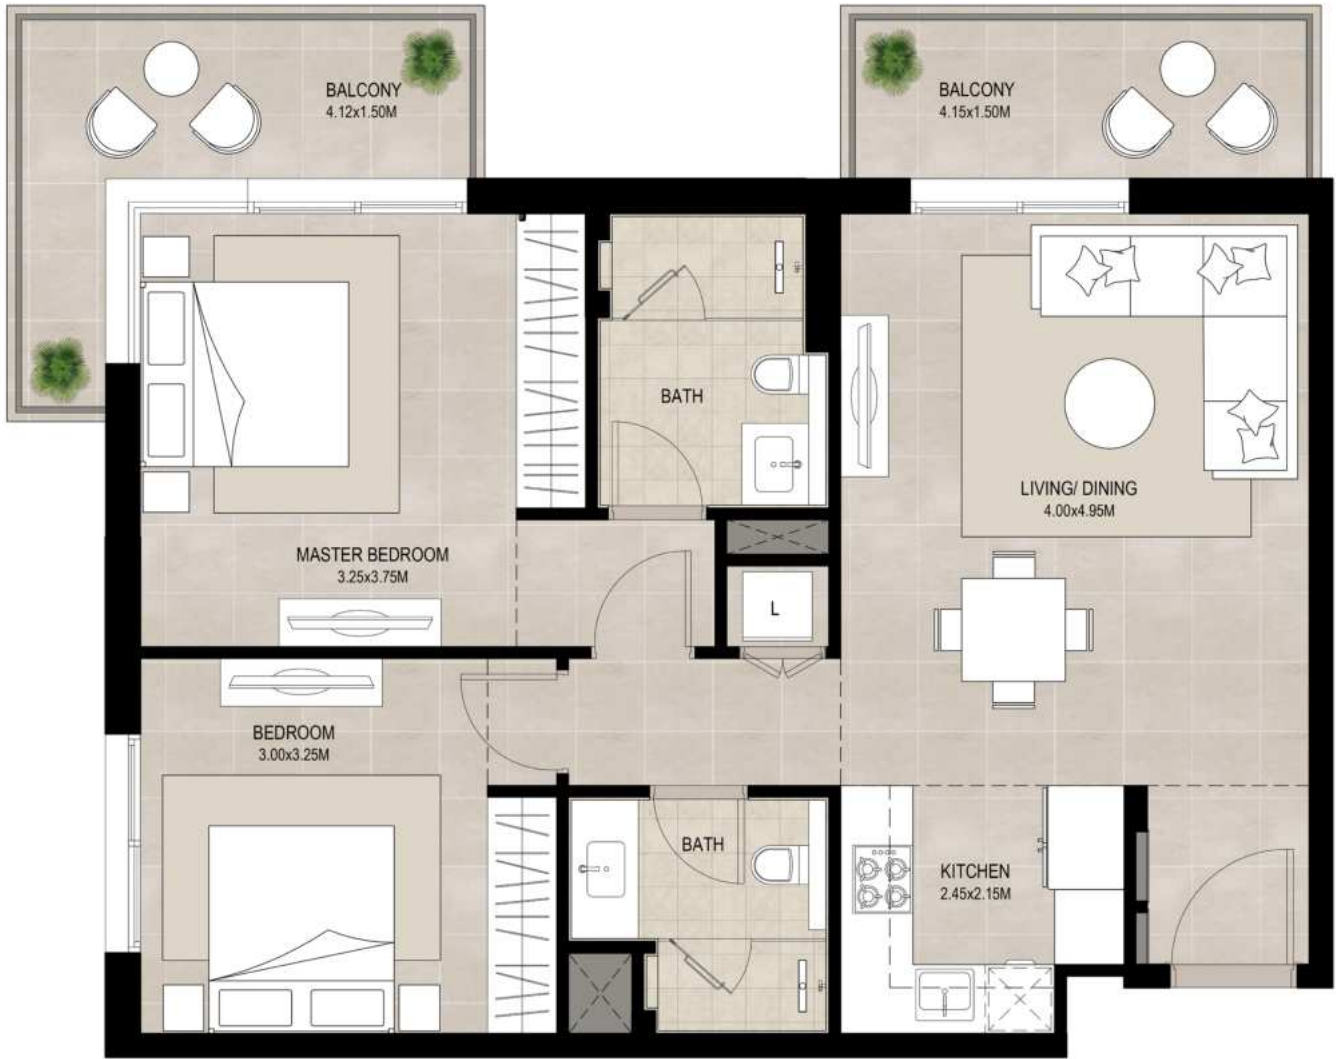 BALCONY
4.12x1.50M
BALCONY
4.15x1.50M
BATH
LIVING/ DINING
4.00x4.95M
MASTER BEDROOM
3.25x3.75M
L
BEDROOM
3.00x3.25M
BATH
KITCHEN
2.45x2.15M